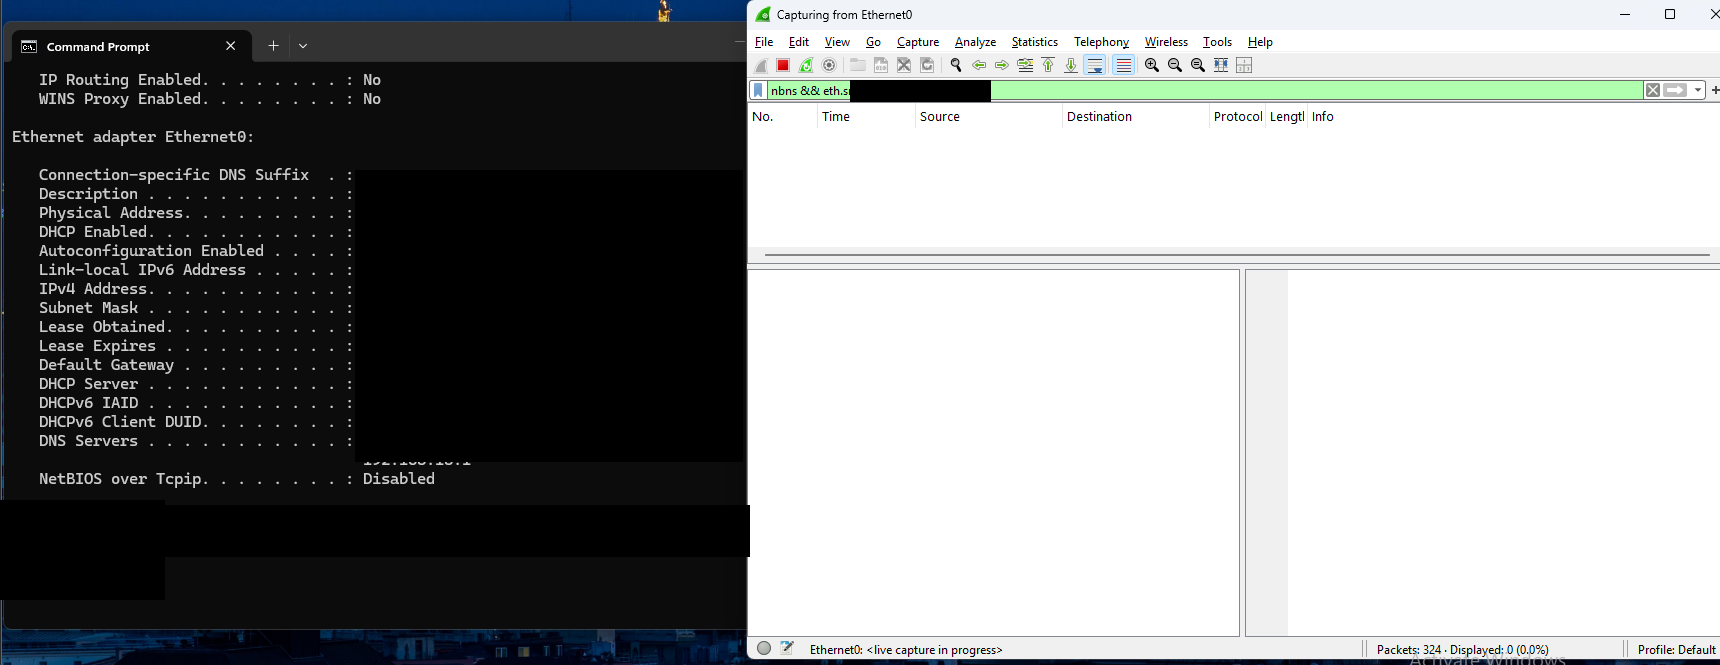 Command Prompt
IP Routing Enabled. . . . . . . . : No
WINS Proxy Enabled. . . . . . . . : No
Ethernet adapter Ethernet0:
Connection-specific DNS Suffix  . :
Description . . . . . . . . . . . :
Physical Address. . . . . . . . . :
DHCP Enabled. . . . . . . . . . . :
Autoconfiguration Enabled . . . . :
Link-local IPv6 Address . . . . . :
IPv4 Address. . . . . . . . . . . :
Subnet Mask . . . . . . . . . . . :
Lease Obtained. . . . . . . . . . :
Lease Expires . . . . . . . . . . :
Default Gateway . . . . . . . . . :
DHCP Server . . . . . . . . . . . :
DHCPv6 IAID . . . . . . . . . . . :
DHCPv6 Client DUID. . . . . . . . :
DNS Servers . . . . . . . . . . . :
NetBIOS over Tcpip. . . . . . . . : Disabled
Capturing from Ethernet0
File Edit View Go Capture Analyze Statistics Telephony Wireless Tools Help
nbns && eth.s
No. Time Source Destination Protocol Lengtl Info
Ethernet0: <live capture in progress>
Packets: 324 · Displayed: 0 (0.0%)
Profile: Default
Activate Windows